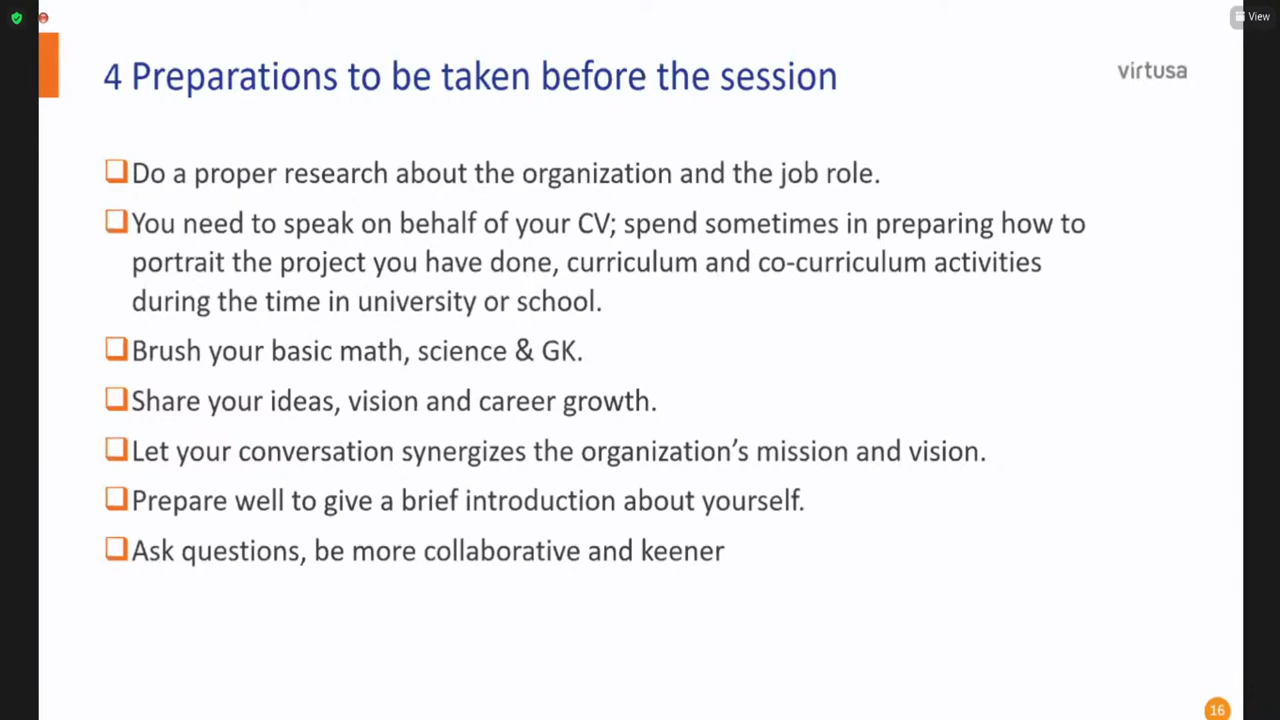 View
4 Preparations to be taken before the session
virtusa
Do a proper research about the organization and the job role.
You need to speak on behalf of your CV; spend sometimes in preparing how to
portrait the project you have done, curriculum and co-curriculum activities
during the time in university or school.
Brush your basic math, science & GK.
Share your ideas, vision and career growth.
Let your conversation synergizes the organization’s mission and vision.
Prepare well to give a brief introduction about yourself.
Ask questions, be more collaborative and keener
16